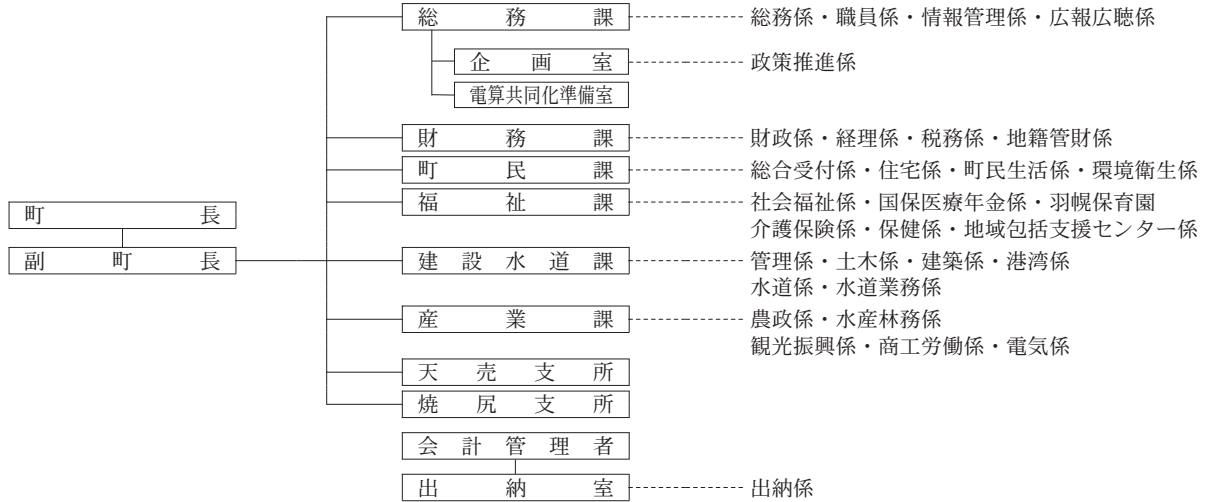 総務課 総務係・職員係・情報管理係・広報広聴係
企画室 政策推進係
電算共同化準備室
財務課 財政係・経理係・税務係・地籍管財係
町民課 総合受付係・住宅係・町民生活係・環境衛生係
町長
福祉課 社会福祉係・国保医療年金係・羽幌保育園
介護保険係・保健係・地域包括支援センター係
副町長
建設水道課 管理係・土木係・建築係・港湾係
水道係・水道業務係
産業課 農政係・水産林務係
観光振興係・商工労働係・電気係
天売支所
焼尻支所
会計管理者
出納室 出納係